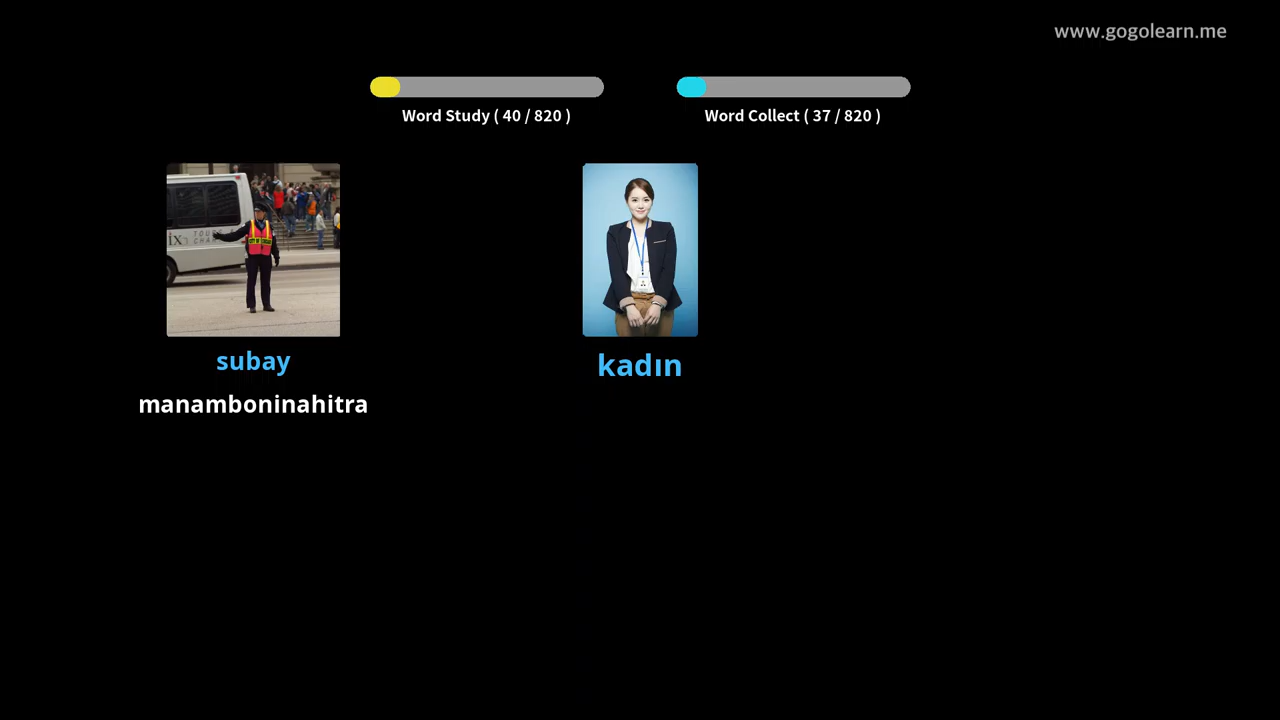 www.gogolearn.me
Word Study ( 40 / 820 )
Word Collect ( 37 / 820 )
subay
kadın
manamboninahitra